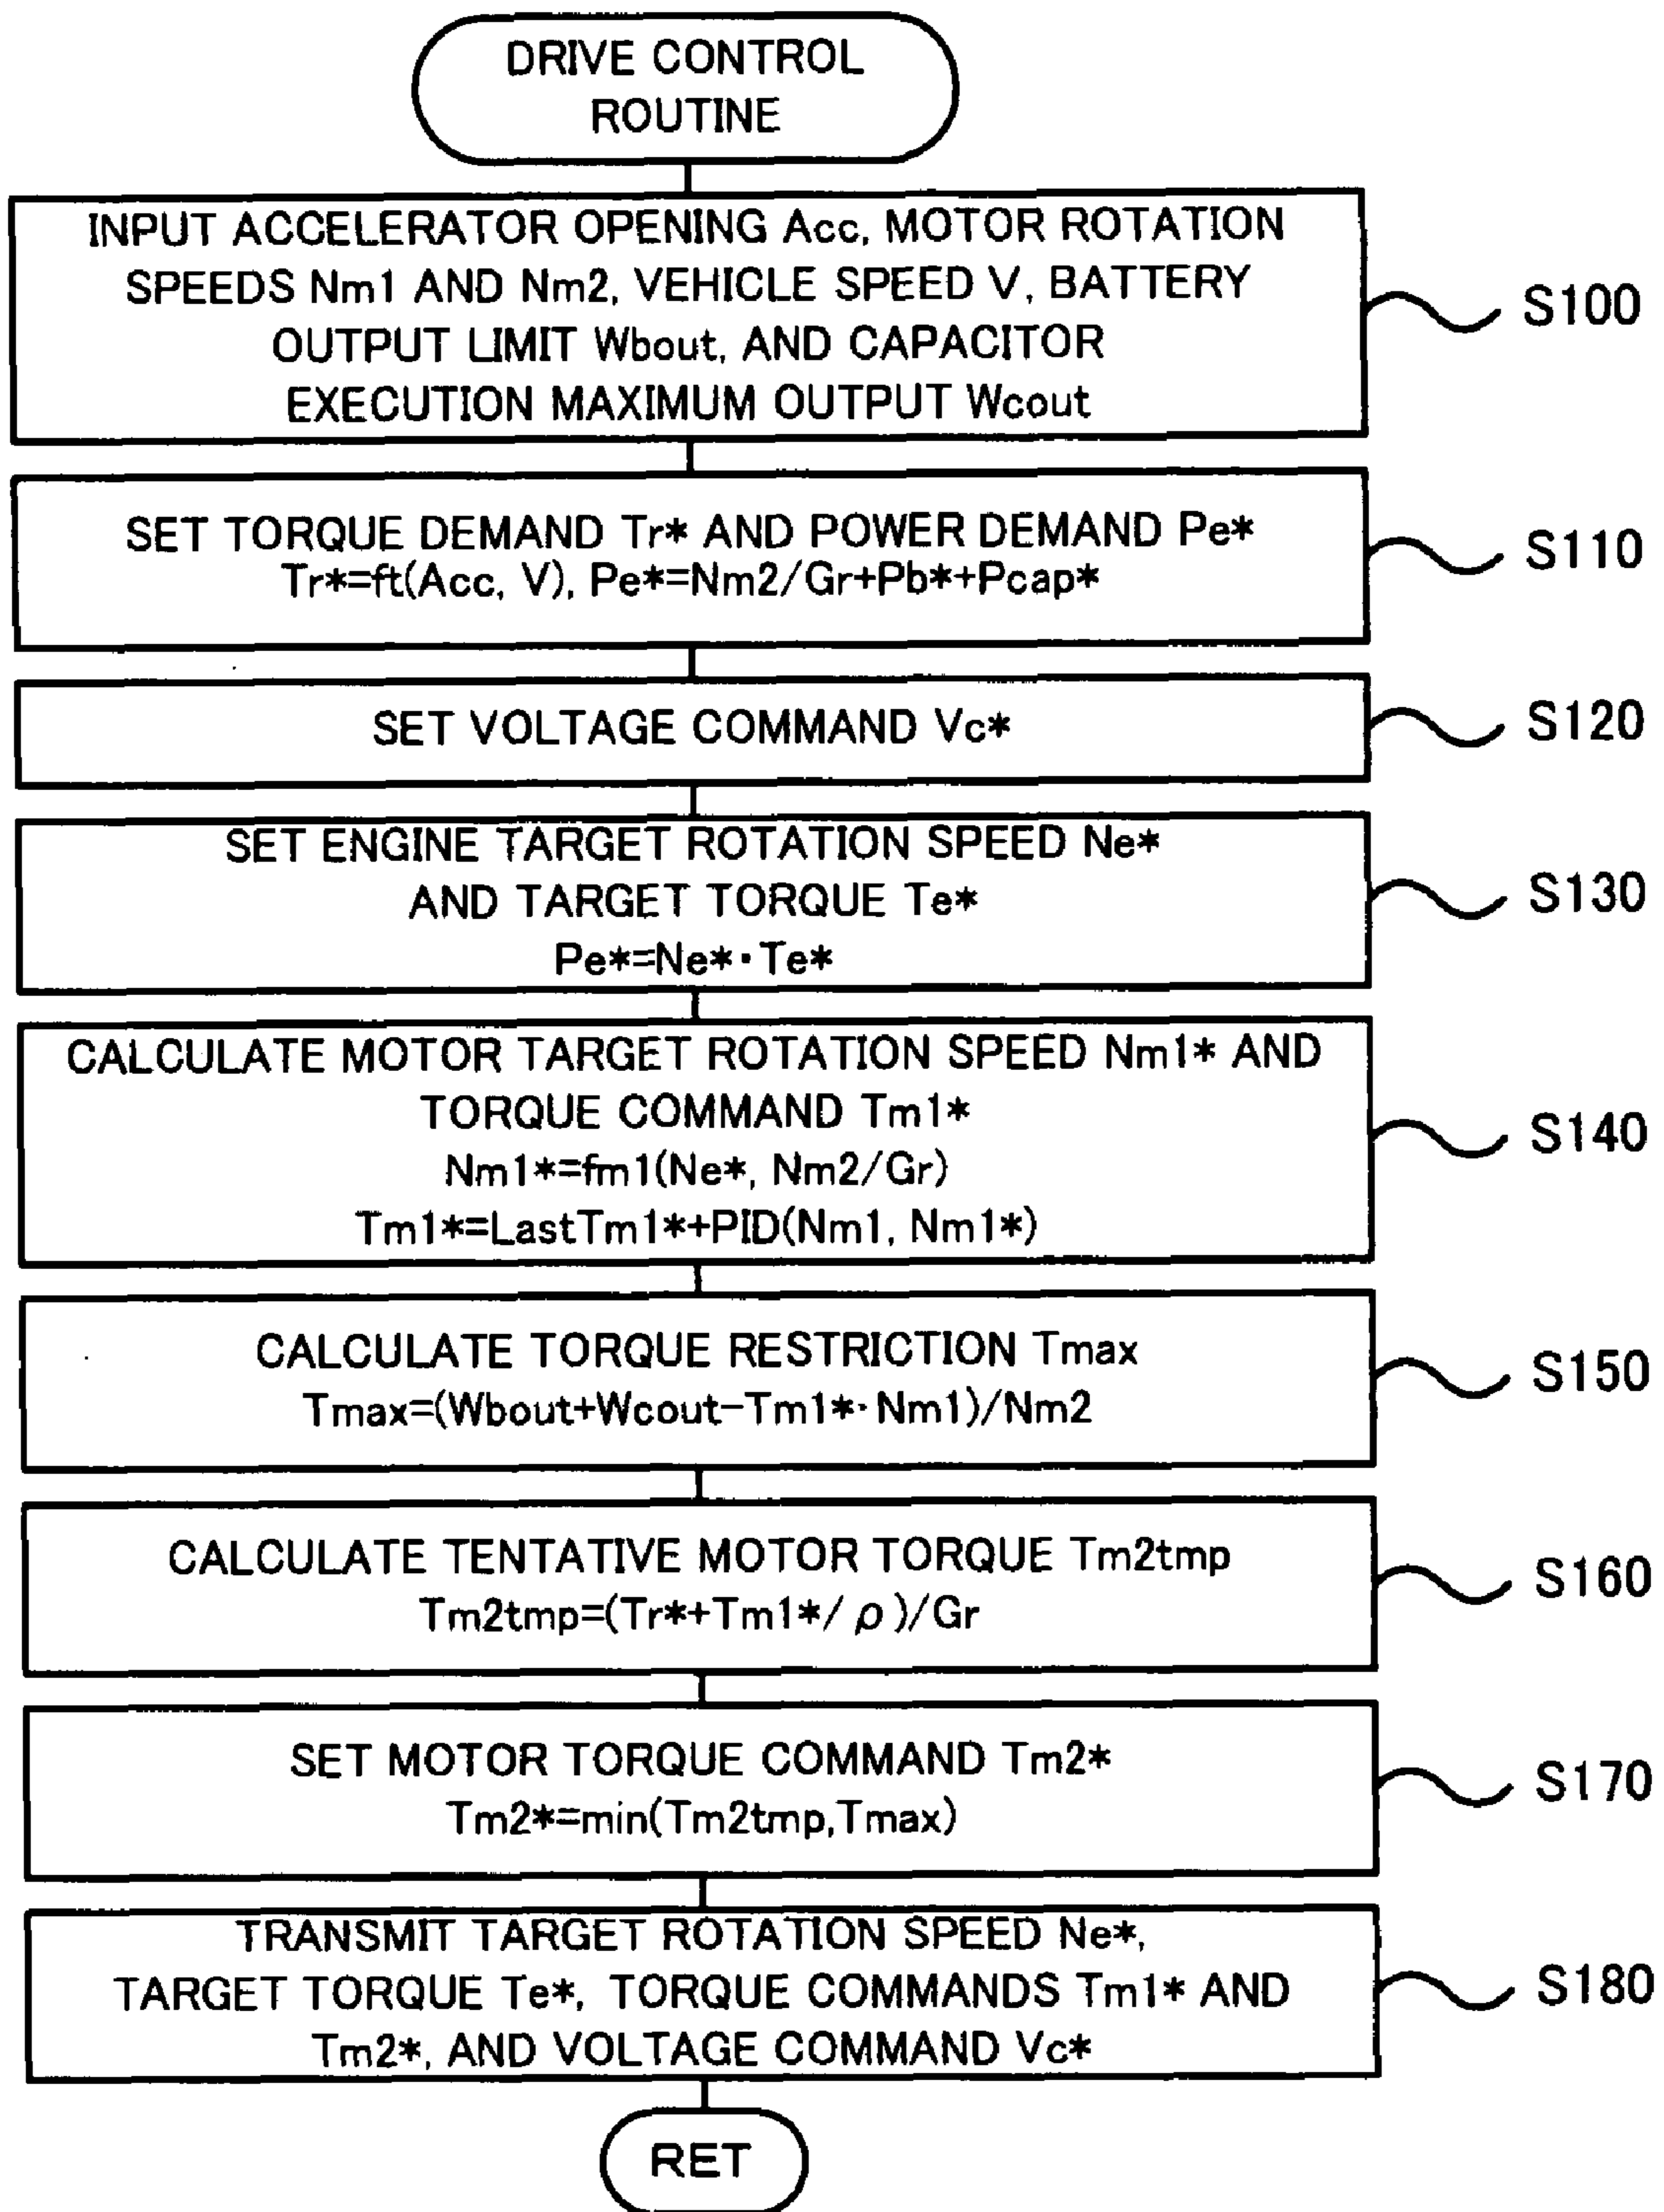 DRIVE CONTROL
ROUTINE
INPUT ACCELERATOR OPENING Acc, MOTOR ROTATION
SPEEDS Nm1 AND Nm2, VEHICLE SPEED V, BATTERY
OUTPUT LIMIT Wbout, AND CAPACITOR
EXECUTION MAXIMUM OUTPUT Wcout
S100
SET TORQUE DEMAND Tr* AND POWER DEMAND Pe*
Tr*=ft(Acc, V), Pe*=Nm2/Gr+Pb*+Pcap*
S110
SET VOLTAGE COMMAND Vc*
S120
SET ENGINE TARGET ROTATION SPEED Ne*
AND TARGET TORQUE Te*
Pe*=Ne*·Te*
S130
CALCULATE MOTOR TARGET ROTATION SPEED Nm1* AND
TORQUE COMMAND Tm1*
Nm1*=fm1(Ne*, Nm2/Gr)
Tm1*=LastTm1*+PID(Nm1, Nm1*)
S140
CALCULATE TORQUE RESTRICTION Tmax
Tmax=(Wbout+Wcout-Tm1*·Nm1)/Nm2
S150
CALCULATE TENTATIVE MOTOR TORQUE Tm2tmp
Tm2tmp=(Tr*+Tm1*/ρ)/Gr
S160
SET MOTOR TORQUE COMMAND Tm2*
Tm2*=min(Tm2tmp,Tmax)
S170
TRANSMIT TARGET ROTATION SPEED Ne*,
TARGET TORQUE Te*, TORQUE COMMANDS Tm1* AND
Tm2*, AND VOLTAGE COMMAND Vc*
S180
RET